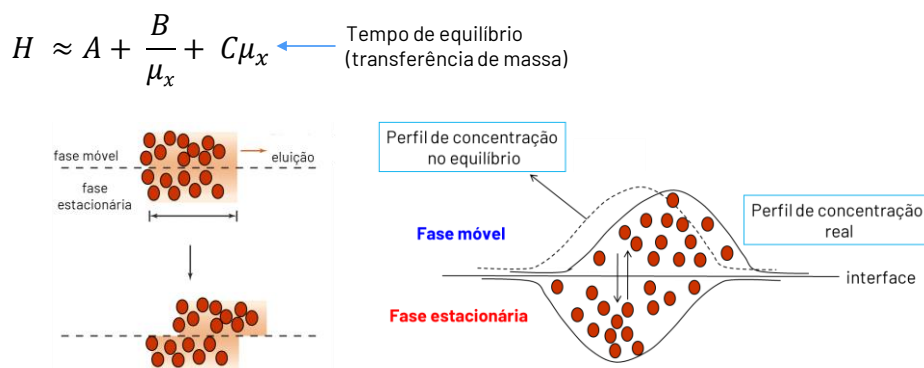 H ≈ A + B/μₓ + Cμₓ
Tempo de equilíbrio
(transferência de massa)
fase móvel
eluição
fase
estacionária
Perfil de concentração
no equilíbrio
Perfil de concentração
real
Fase móvel
interface
Fase estacionária